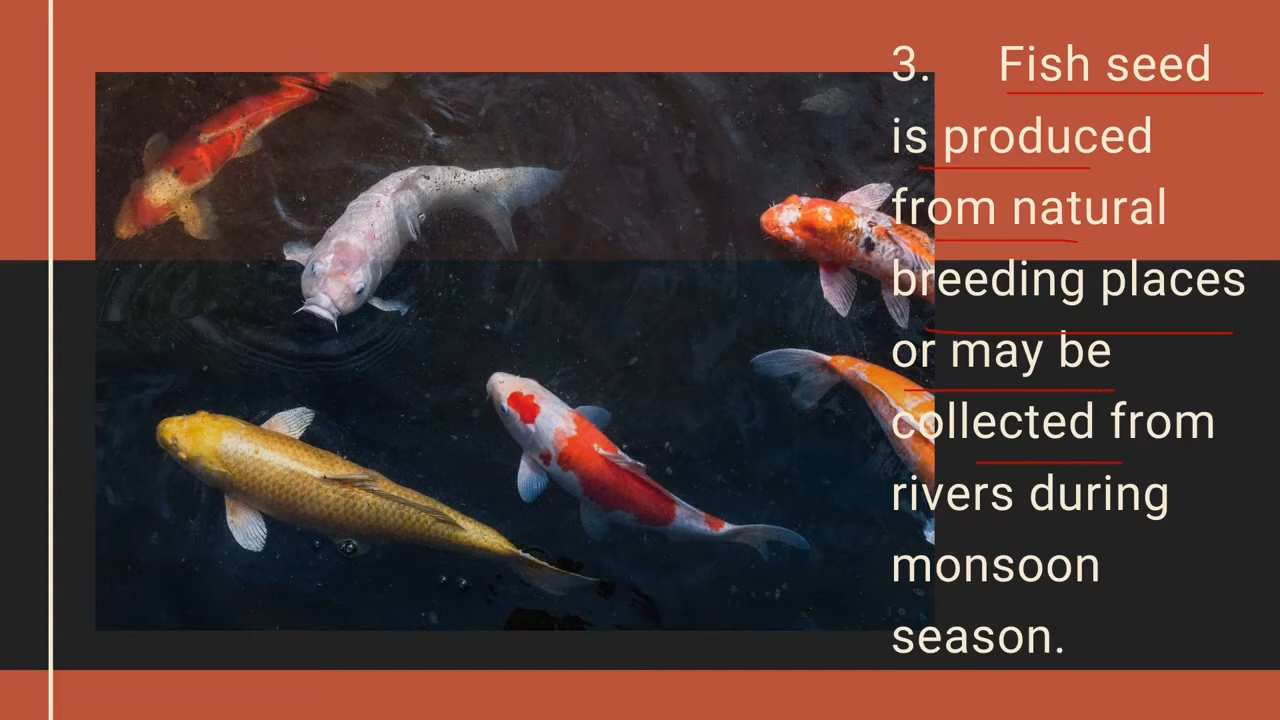 3. Fish seed
is produced
from natural
breeding places
or may be
collected from
rivers during
monsoon
season.